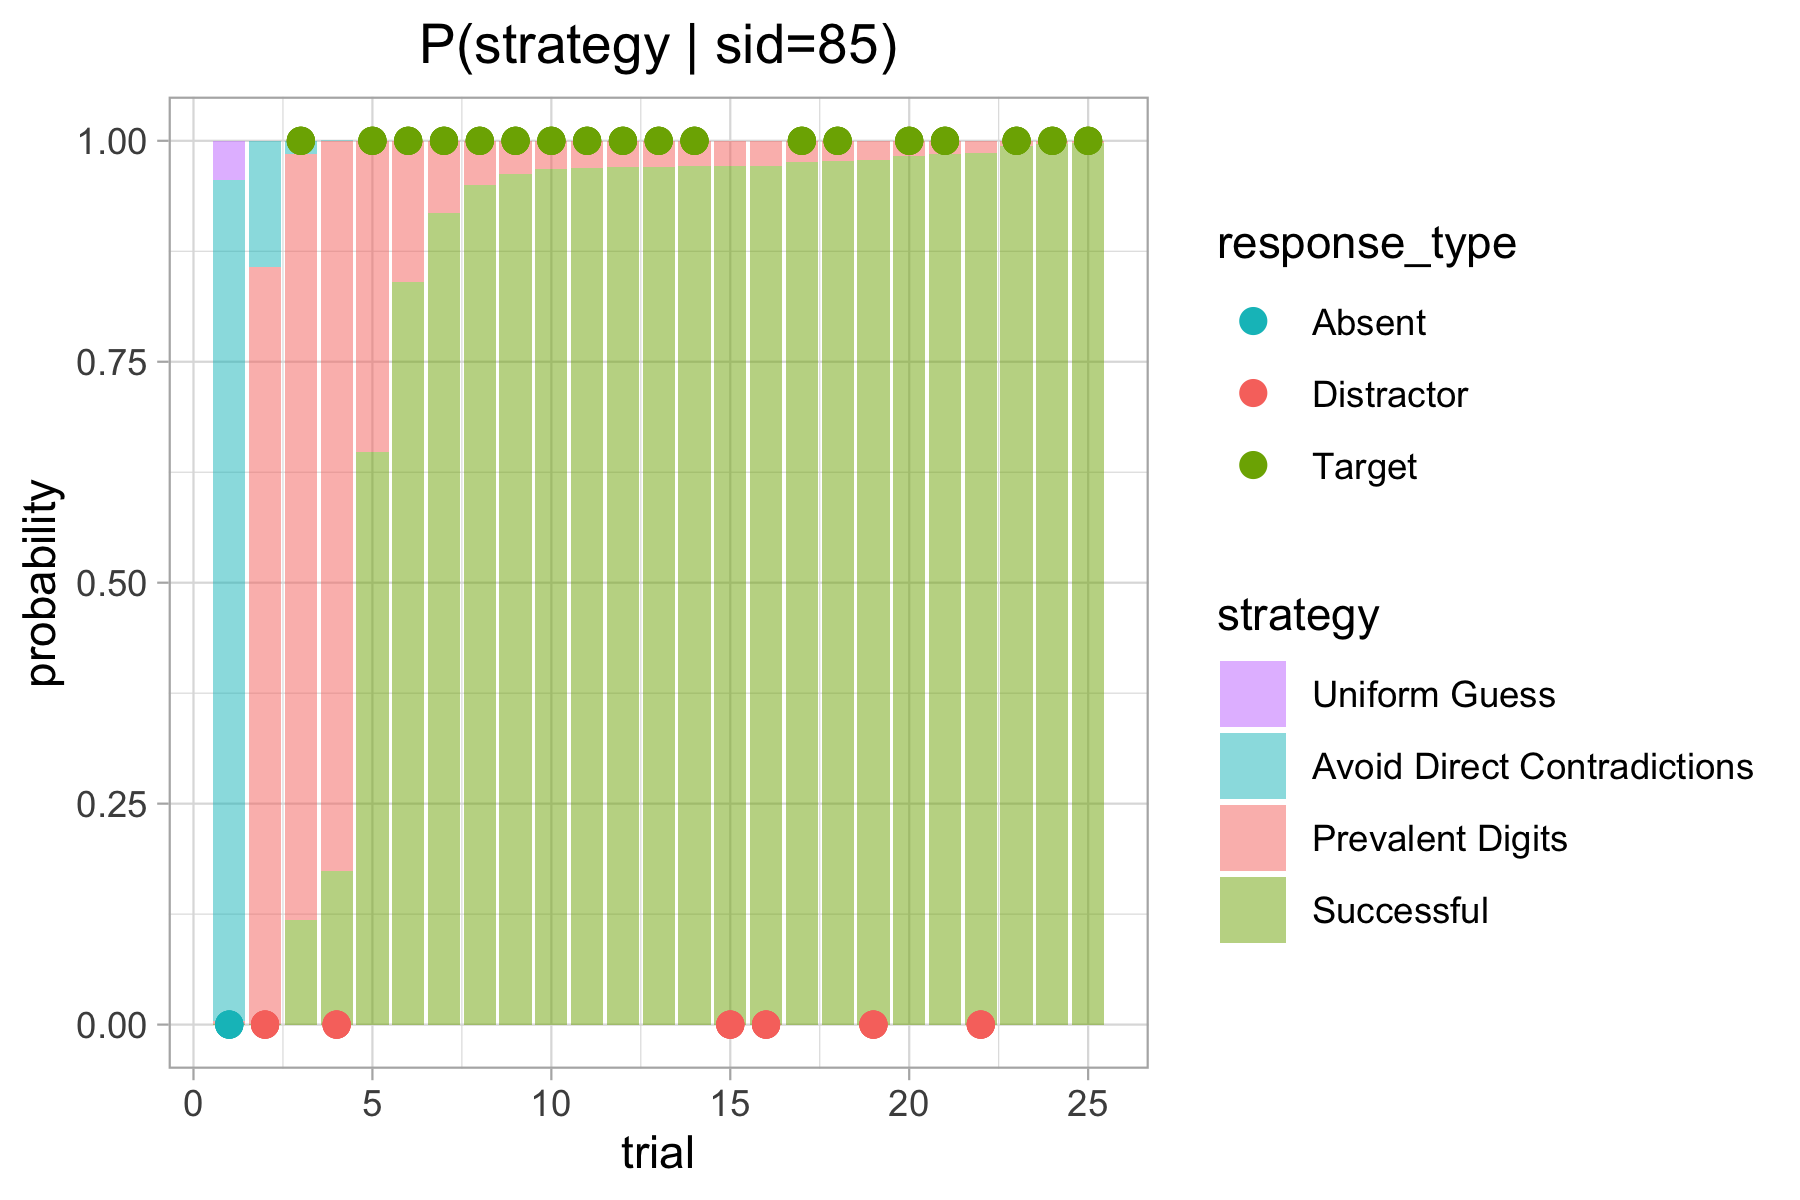 P(strategy | sid=85)
probability
1.00
0.75
0.50
0.25
0.00
0 5 10 15 20 25
trial
response_type
Absent
Distractor
Target
strategy
Uniform Guess
Avoid Direct Contradictions
Prevalent Digits
Successful